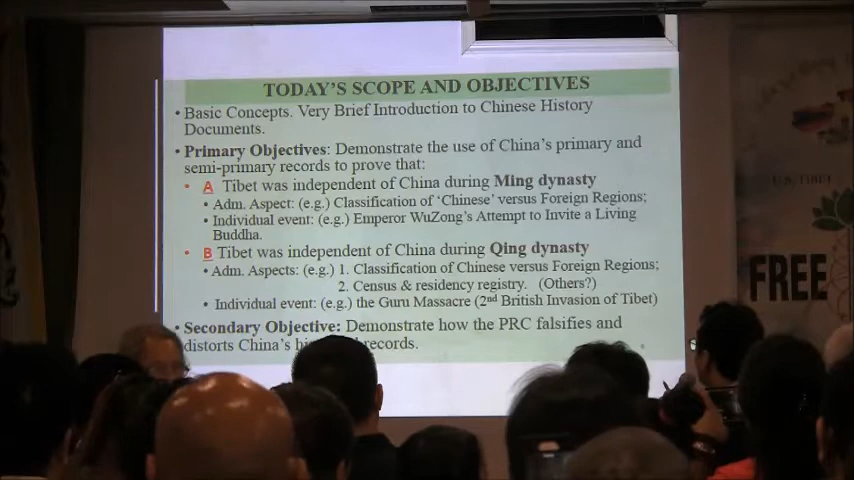 TODAY'S SCOPE AND OBJECTIVES
• Basic Concepts. Very Brief Introduction to Chinese History
Documents.
• Primary Objectives: Demonstrate the use of China's primary and
semi-primary records to prove that:
• A Tibet was independent of China during Ming dynasty
• Adm. Aspect: (e.g.) Classification of 'Chinese' versus Foreign Regions;
• Individual event: (e.g.) Emperor WuZong's Attempt to Invite a Living
Buddha.
• B Tibet was independent of China during Qing dynasty
• Adm. Aspects: (e.g.) 1. Classification of Chinese versus Foreign Regions;
2. Census & residency registry. (Others?)
• Individual event: (e.g.) the Guru Massacre (2nd British Invasion of Tibet)
• Secondary Objective: Demonstrate how the PRC falsifies and
distorts China's records.
U.S. TIBET
FREE